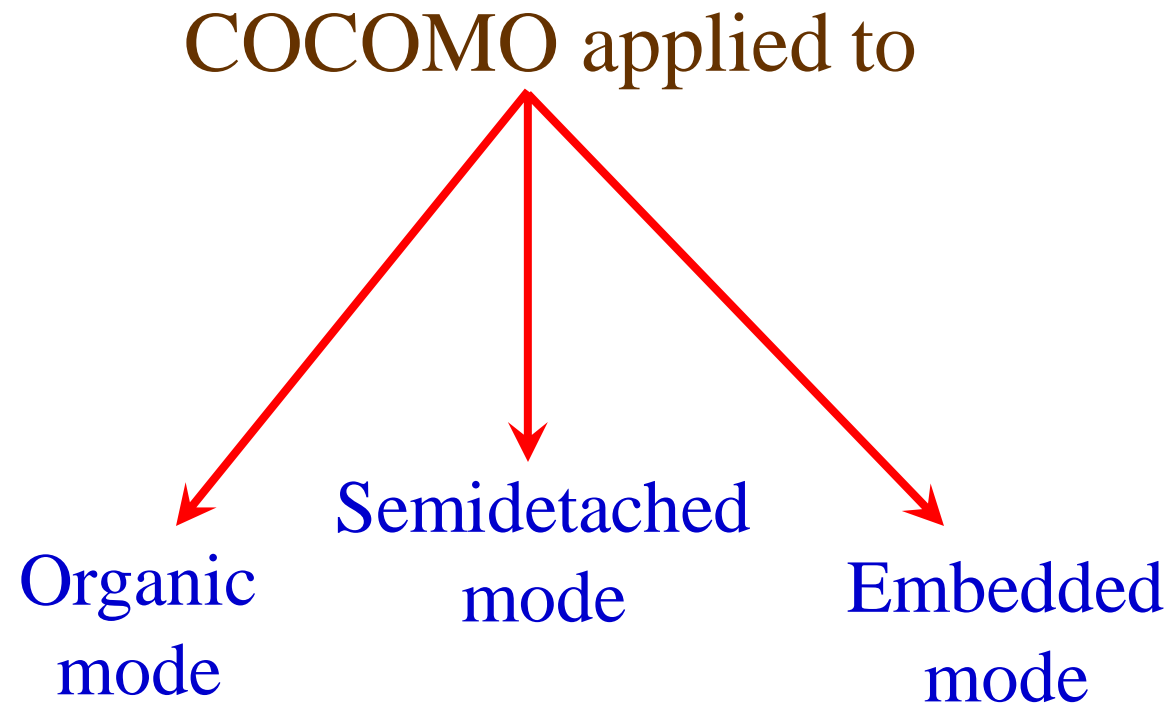 COCOMO applied to
Organic
mode
Semidetached
mode
Embedded
mode